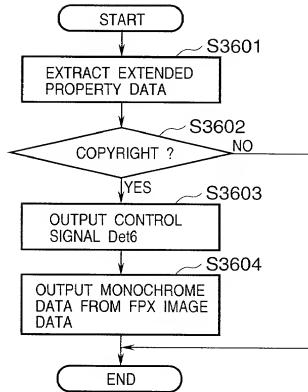 START
S3601
EXTRACT EXTENDED
PROPERTY DATA
S3602
COPYRIGHT ?
NO
YES
S3603
OUTPUT CONTROL
SIGNAL Det6
S3604
OUTPUT MONOCHROME
DATA FROM FPX IMAGE
DATA
END